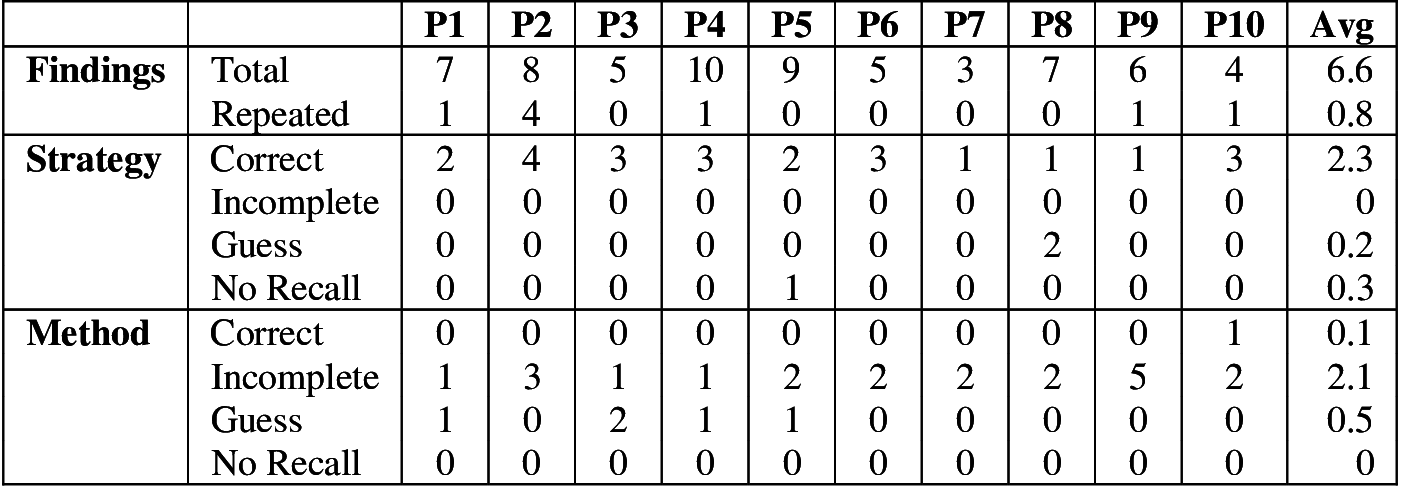 P1 P2 P3 P4 P5 P6 P7 P8 P9 P10 Avg
Findings Total 7 8 5 10 9 5 3 7 6 4 6.6
Repeated 1 4 0 1 0 0 0 0 1 1 0.8
Strategy Correct 2 4 3 3 2 3 1 1 1 3 2.3
Incomplete 0 0 0 0 0 0 0 0 0 0 0
Guess 0 0 0 0 0 0 0 2 0 0 0.2
No Recall 0 0 0 0 1 0 0 0 0 0 0.3
Method Correct 0 0 0 0 0 0 0 0 0 1 0.1
Incomplete 1 3 1 1 2 2 2 2 5 2 2.1
Guess 1 0 2 1 1 0 0 0 0 0 0.5
No Recall 0 0 0 0 0 0 0 0 0 0 0